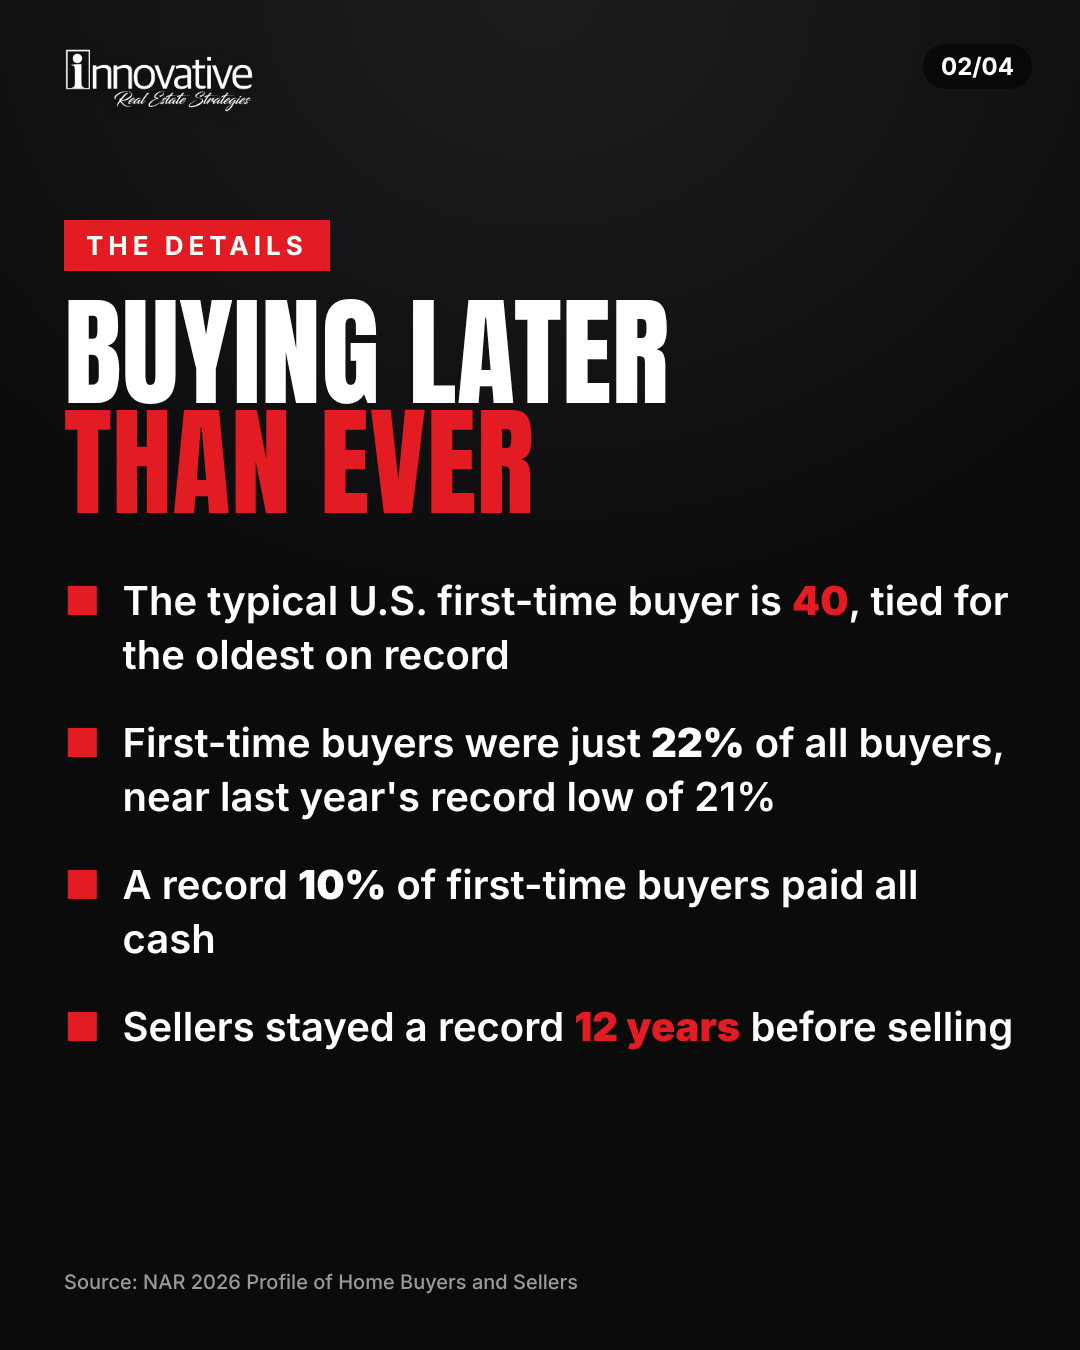 innovative
Real Estate Strategies
02/04
THE DETAILS
BUYING LATER
THAN EVER
The typical U.S. first-time buyer is 40, tied for
the oldest on record
First-time buyers were just 22% of all buyers,
near last year's record low of 21%
A record 10% of first-time buyers paid all
cash
Sellers stayed a record 12 years before selling
Source: NAR 2026 Profile of Home Buyers and Sellers